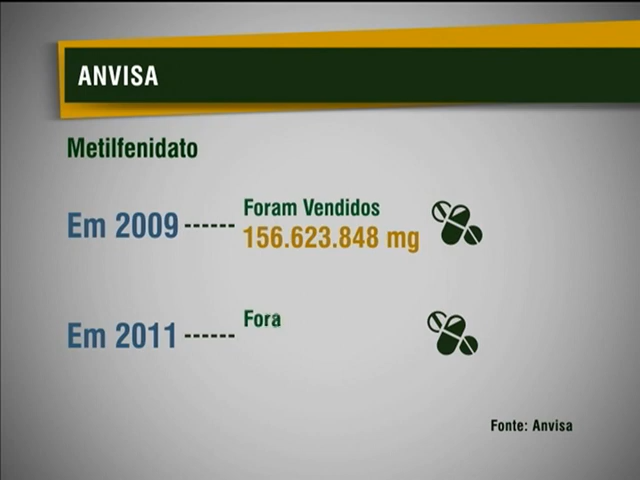 ANVISA
Metilfenidato
Em 2009 ------ Foram Vendidos
156.623.848 mg
Em 2011 ------ Fora
Fonte: Anvisa